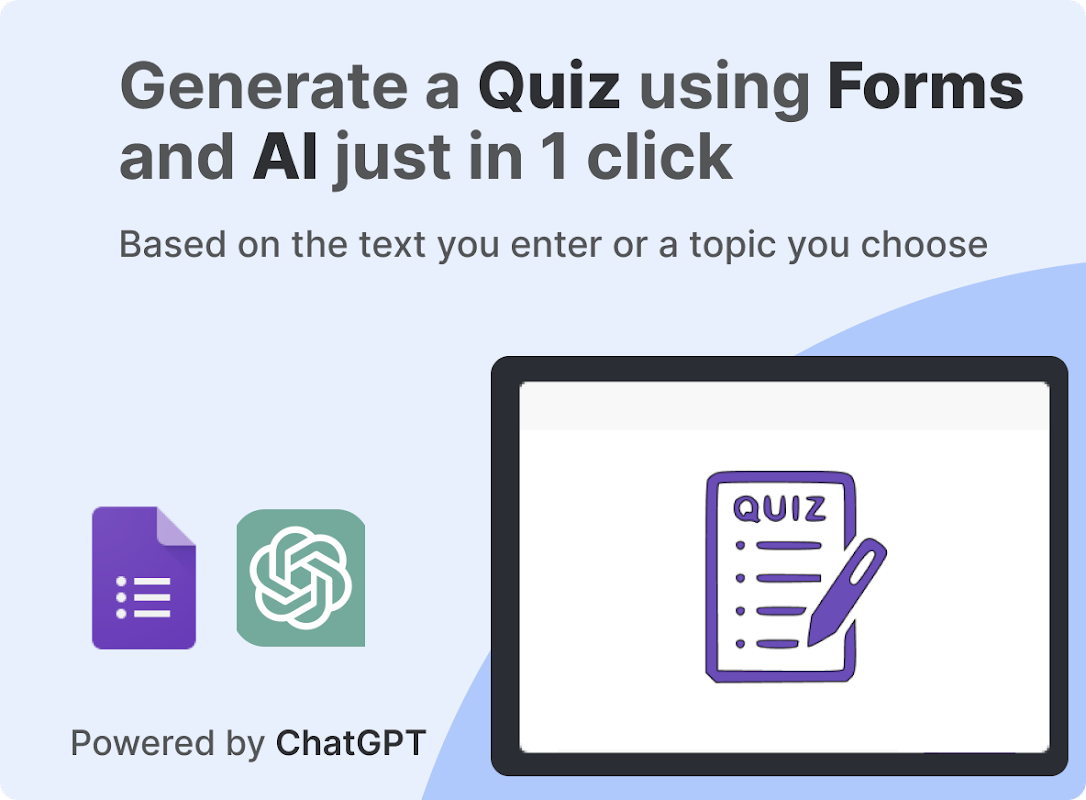 Generate a Quiz using Forms
and AI just in 1 click
Based on the text you enter or a topic you choose
QUIZ
Powered by ChatGPT